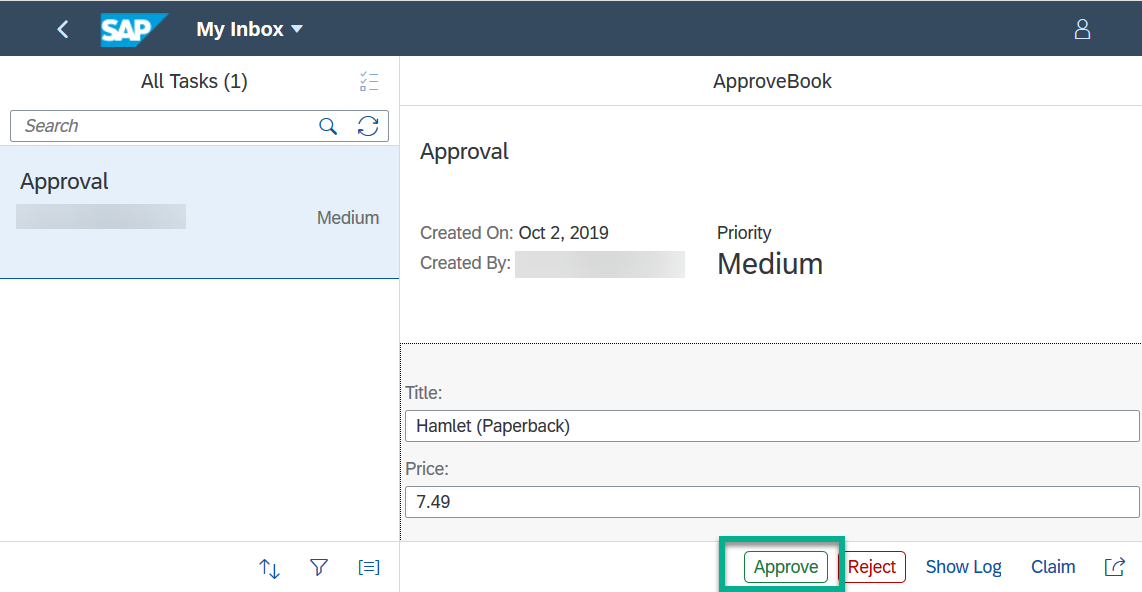 SAP My Inbox
All Tasks (1)
Search
Approval
Medium
ApproveBook
Approval
Created On: Oct 2, 2019
Created By:
Priority
Medium
Title:
Hamlet (Paperback)
Price:
7.49
Approve Reject Show Log Claim